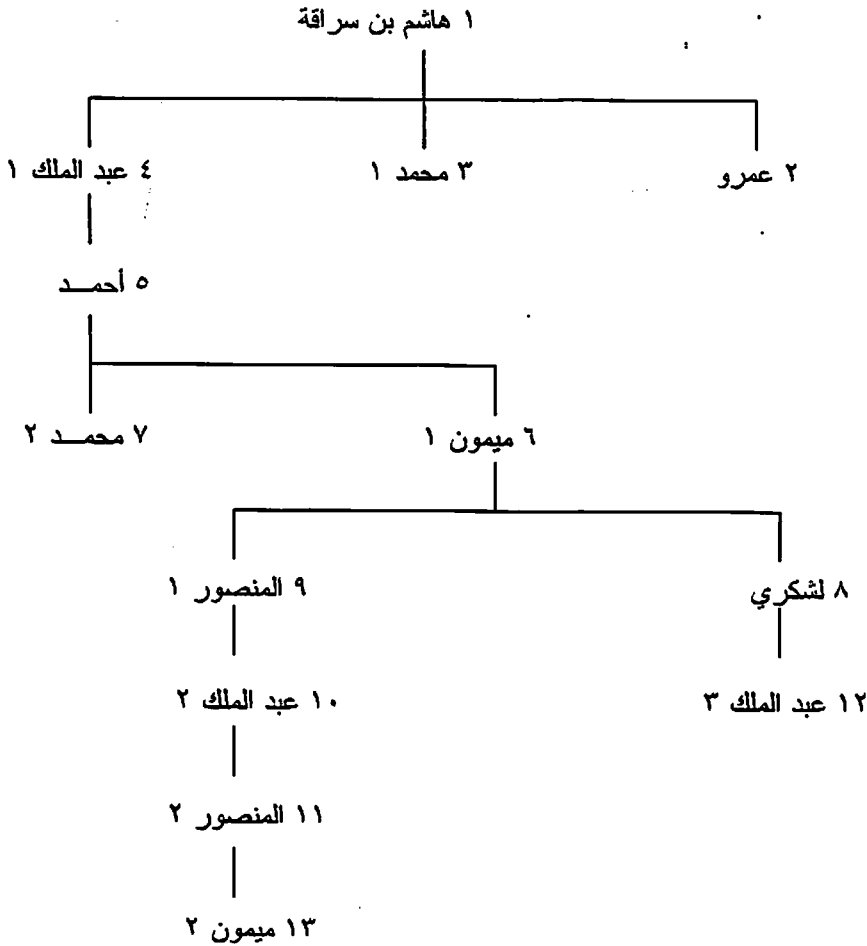 ١ هاشم بن سراقة
٢ عمرو
٣ محمد ١
٤ عبد الملك ١
٥ أحمــد
٦ ميمون ١
٧ محمــد ٢
٨ لشكري
٩ المنصور ١
١٢ عبد الملك ٣
١٠ عبد الملك ٢
١١ المنصور ٢
١٣ ميمون ٢